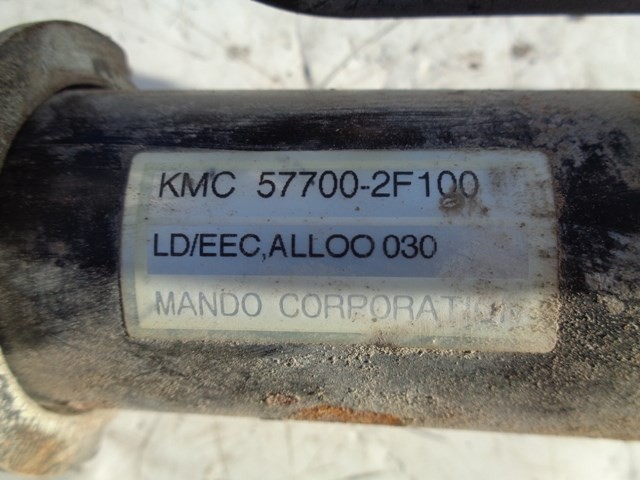 KMC 57700-2F100
LD/EEC,ALLOO 030
MANDO CORPORATION